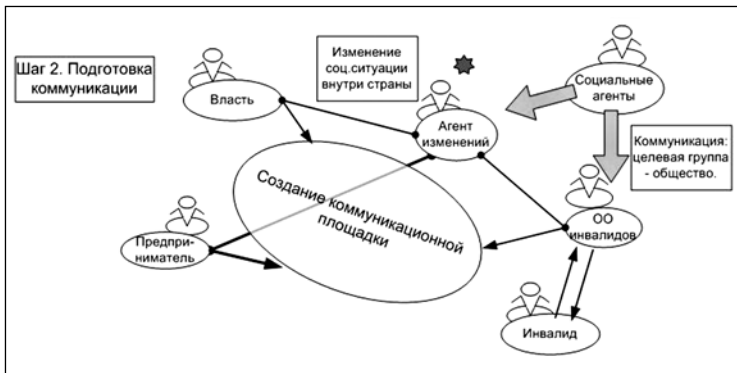 Шаг 2. Подготовка
коммуникации
Власть
Изменение
соц.ситуации
внутри страны
Агент
изменений
Социальные
агенты
Коммуникация:
целевая группа
- общество.
Создание коммуникационной
площадки
Предпри-
ниматель
ОО
инвалидов
Инвалид